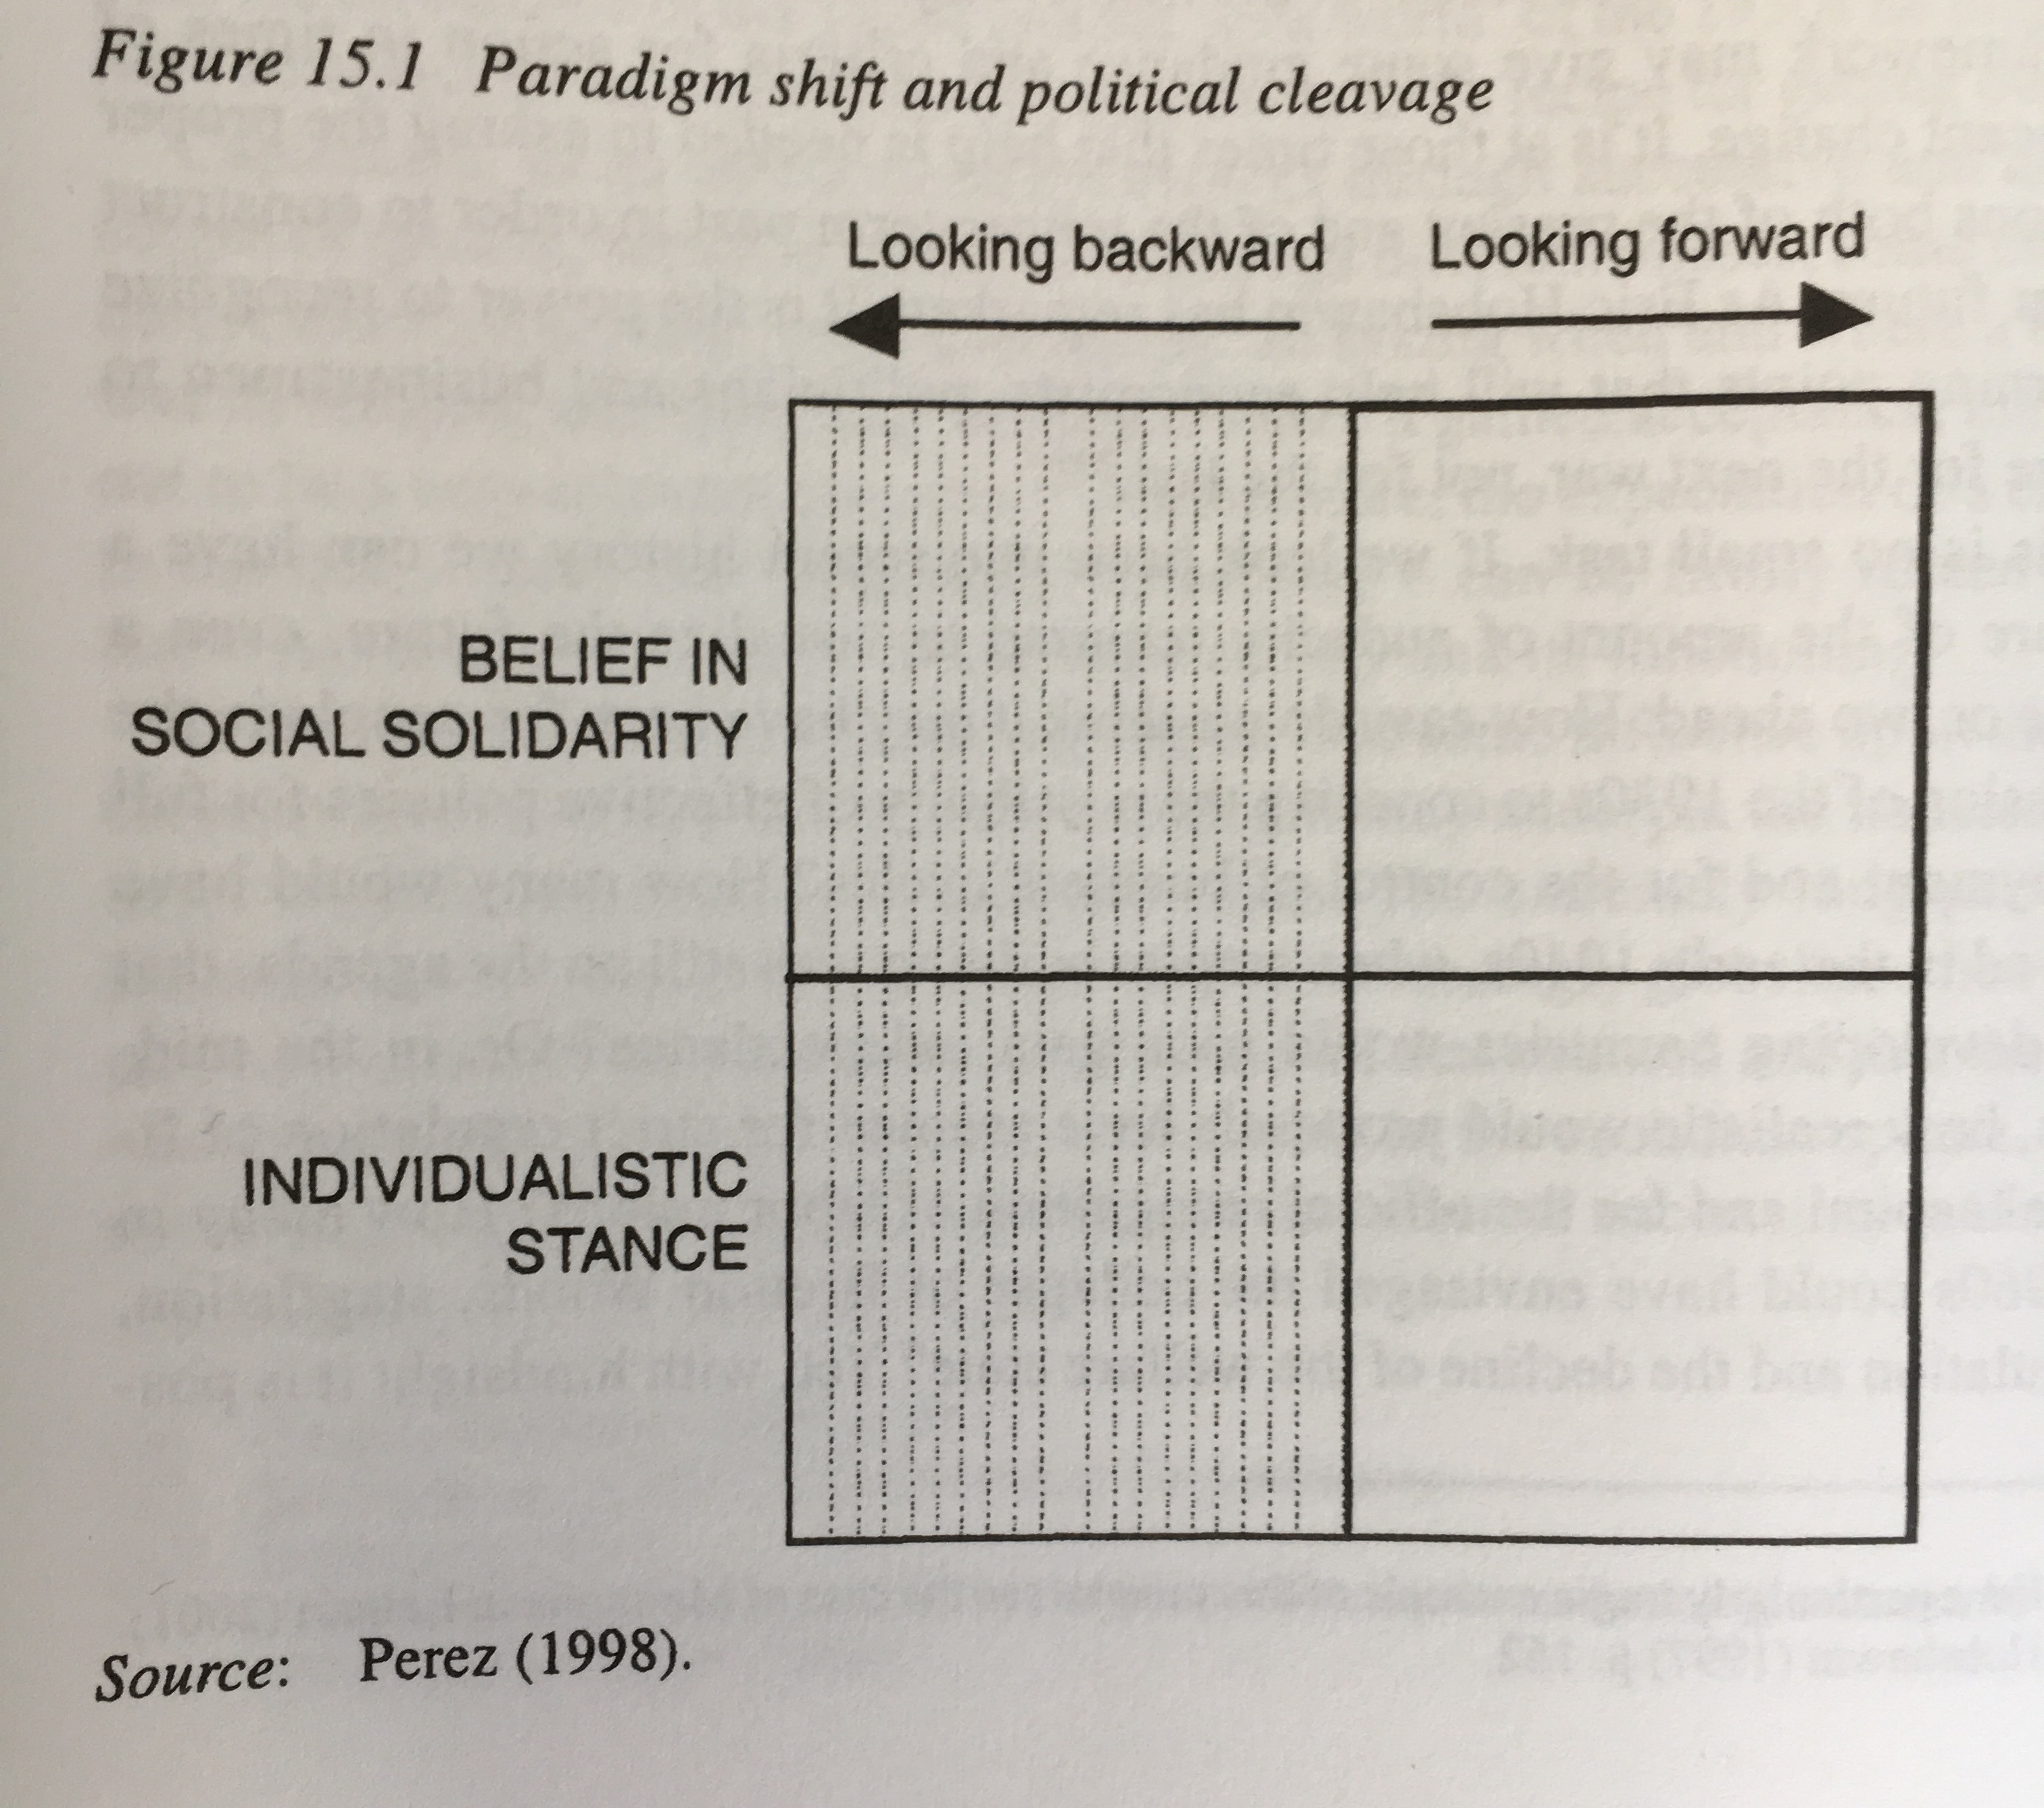 Figure 15.1 Paradigm shift and political cleavage
Looking backward Looking forward
BELIEF IN
SOCIAL SOLIDARITY
INDIVIDUALISTIC
STANCE
Source: Perez (1998).